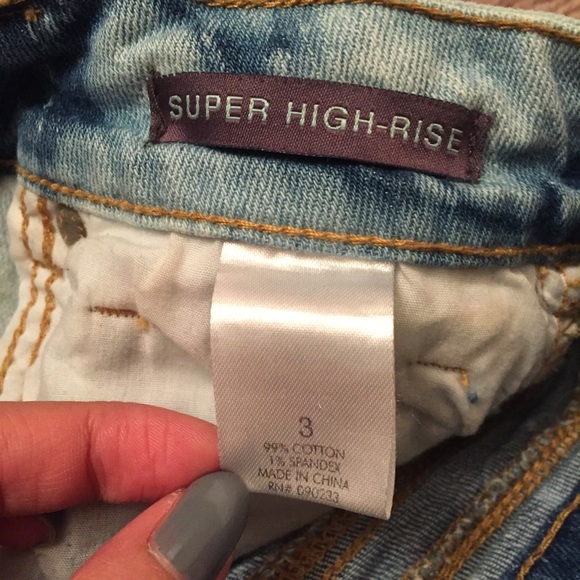 SUPER HIGH-RISE
3
99% COTTON
1% SPANDEX
MADE IN CHINA
RN# 090233